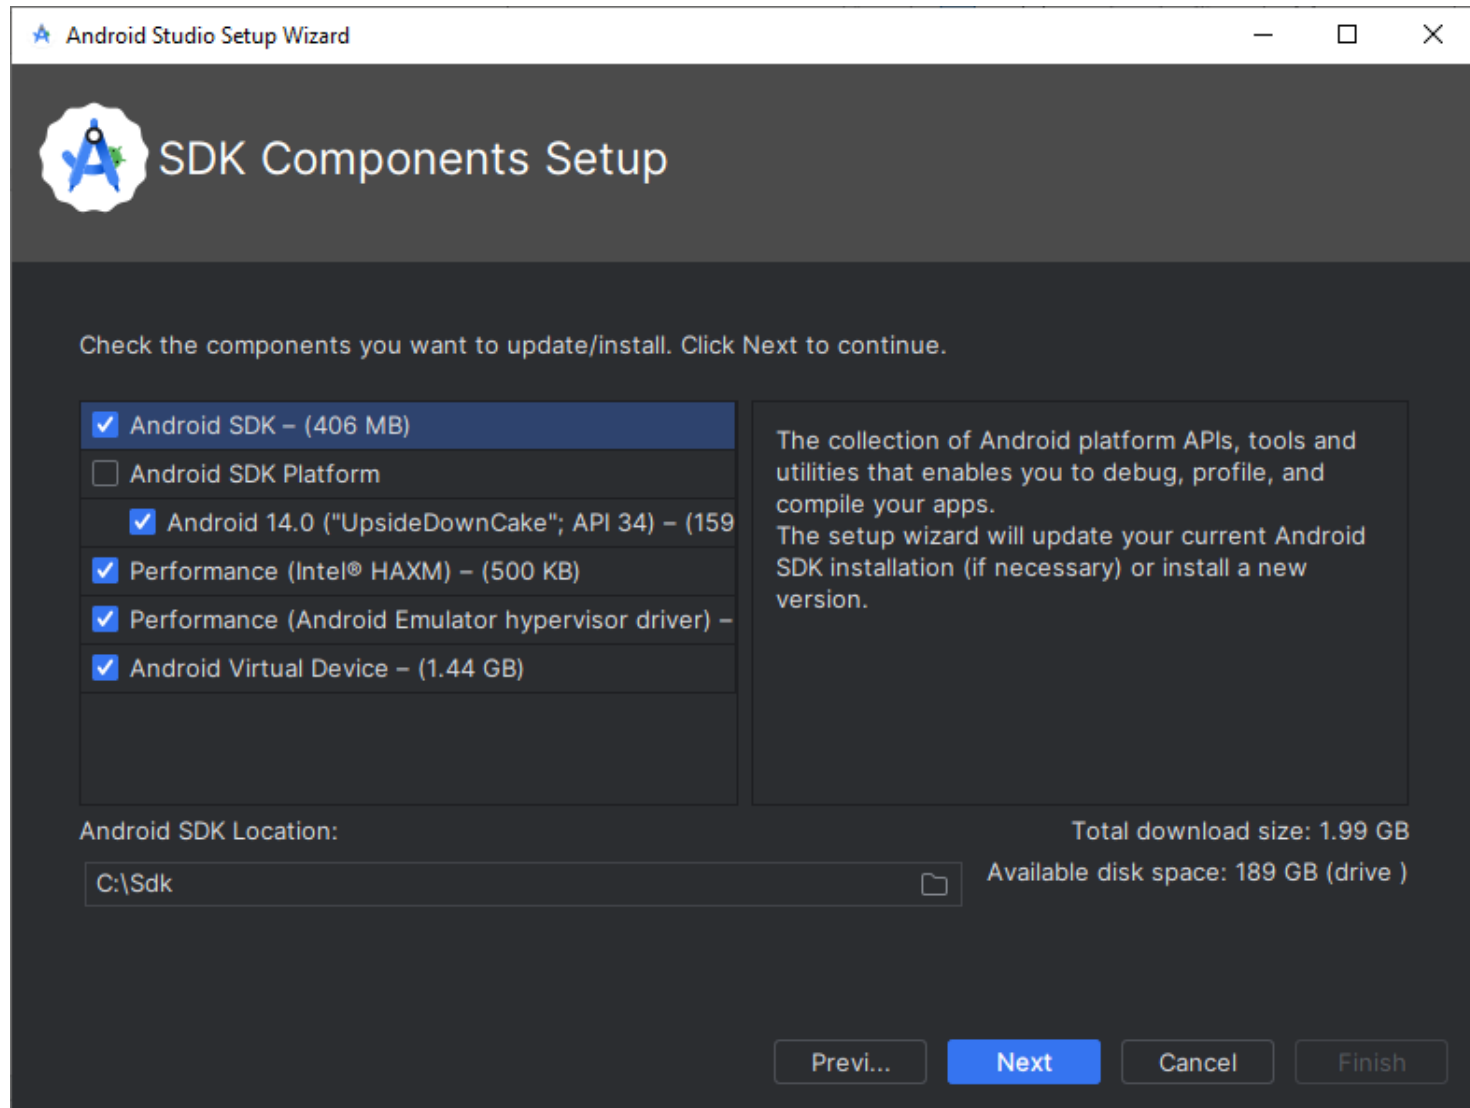 Android Studio Setup Wizard
SDK Components Setup
Check the components you want to update/install. Click Next to continue.
Android SDK – (406 MB)
Android SDK Platform
Android 14.0 ("UpsideDownCake"; API 34) – (159
Performance (Intel® HAXM) – (500 KB)
Performance (Android Emulator hypervisor driver) –
Android Virtual Device – (1.44 GB)
The collection of Android platform APIs, tools and
utilities that enables you to debug, profile, and
compile your apps.
The setup wizard will update your current Android
SDK installation (if necessary) or install a new
version.
Android SDK Location:
Total download size: 1.99 GB
C:\Sdk
Available disk space: 189 GB (drive )
Previ...
Next
Cancel
Finish